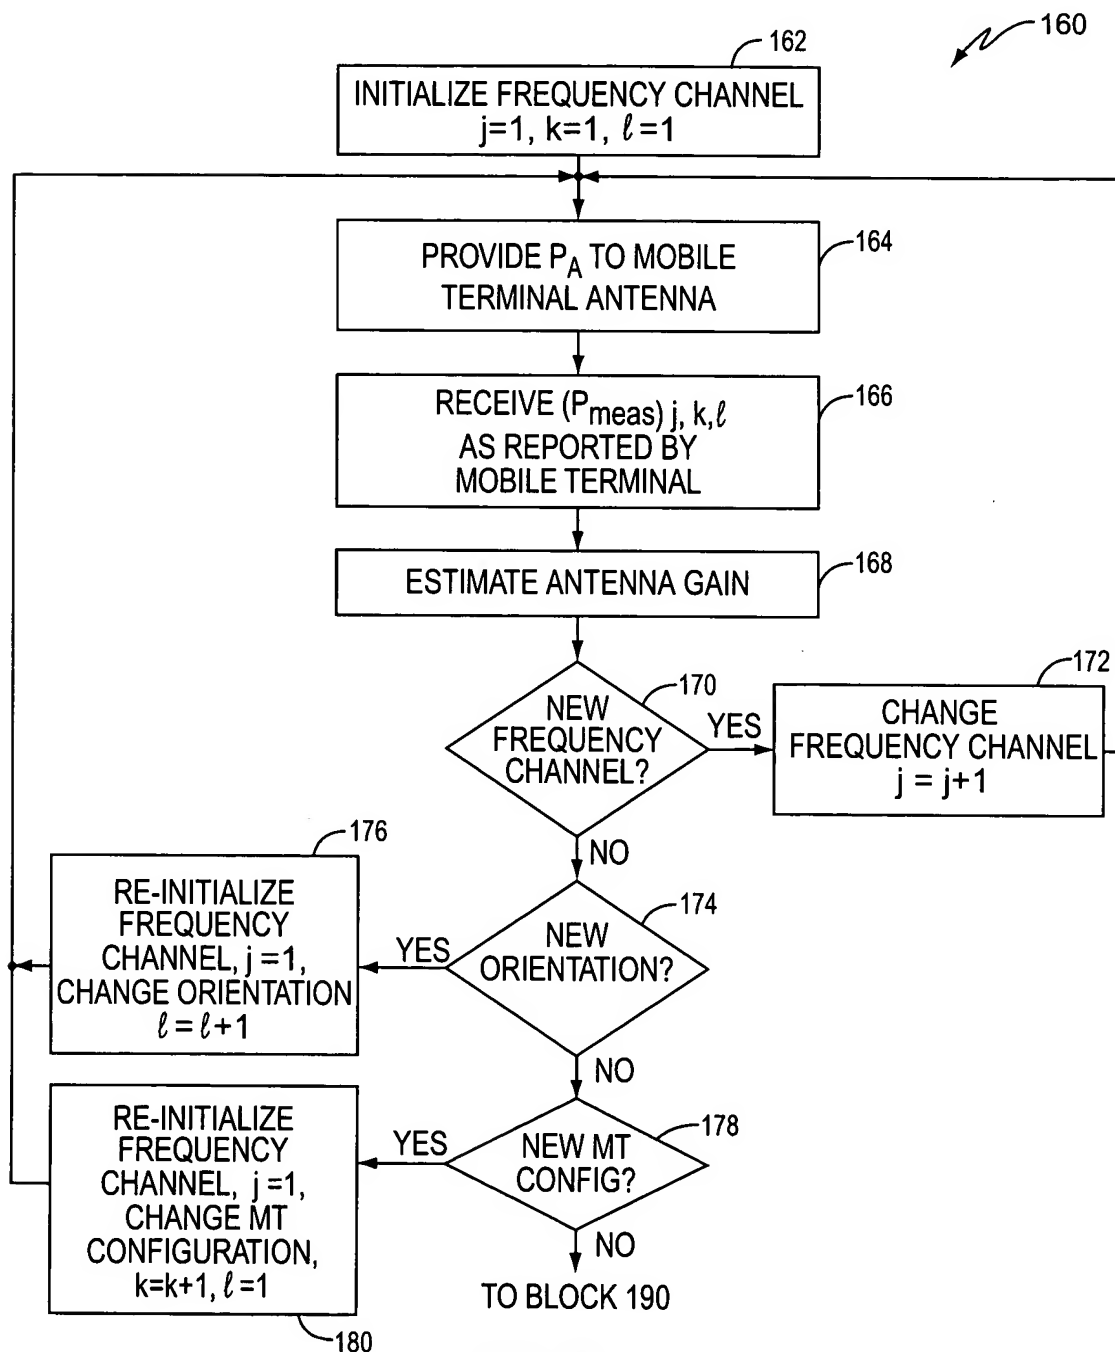 160
162
INITIALIZE FREQUENCY CHANNEL
j=1, k=1, ℓ=1
164
PROVIDE P_A TO MOBILE
TERMINAL ANTENNA
166
RECEIVE (P_meas) j, k,ℓ
AS REPORTED BY
MOBILE TERMINAL
168
ESTIMATE ANTENNA GAIN
170
NEW
FREQUENCY
CHANNEL?
YES
172
CHANGE
FREQUENCY CHANNEL
j = j+1
NO
174
NEW
ORIENTATION?
YES
176
RE-INITIALIZE
FREQUENCY
CHANNEL, j =1,
CHANGE ORIENTATION
ℓ = ℓ+1
NO
178
NEW MT
CONFIG?
YES
RE-INITIALIZE
FREQUENCY
CHANNEL, j =1,
CHANGE MT
CONFIGURATION,
k=k+1, ℓ=1
180
NO
TO BLOCK 190